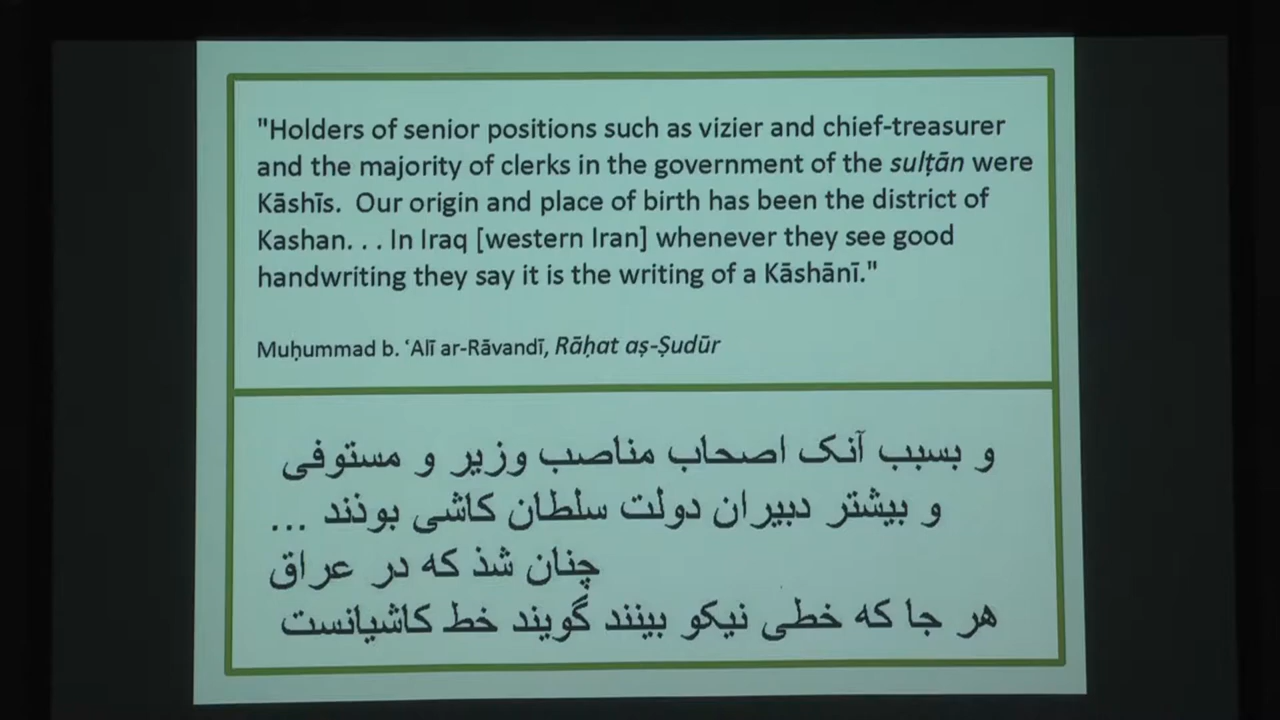 "Holders of senior positions such as vizier and chief-treasurer
and the majority of clerks in the government of the sulṭān were
Kāshīs.  Our origin and place of birth has been the district of
Kashan. . . In Iraq [western Iran] whenever they see good
handwriting they say it is the writing of a Kāshānī."
Muḥummad b. ʿAlī ar-Rāvandī, Rāḥat aṣ-Ṣudūr
و بسبب آنک اصحاب مناصب وزیر و مستوفی
و بیشتر دبیران دولت سلطان کاشی بوذند ...
چنان شذ که در عراق
هر جا که خطی نیکو بینند گویند خط کاشیانست